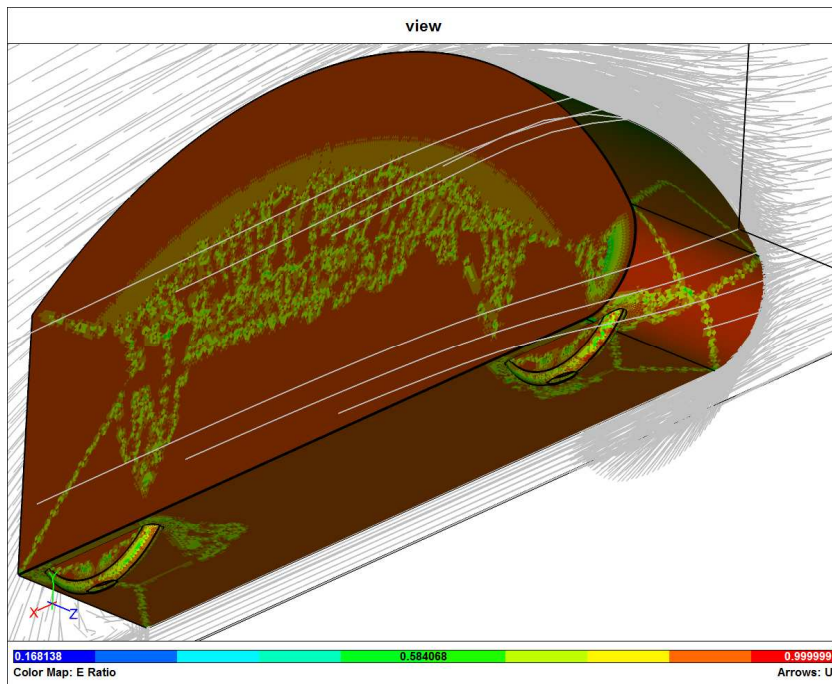 view
X
Z
0.168138
0.584068
0.999999
Color Map: E Ratio
Arrows: U